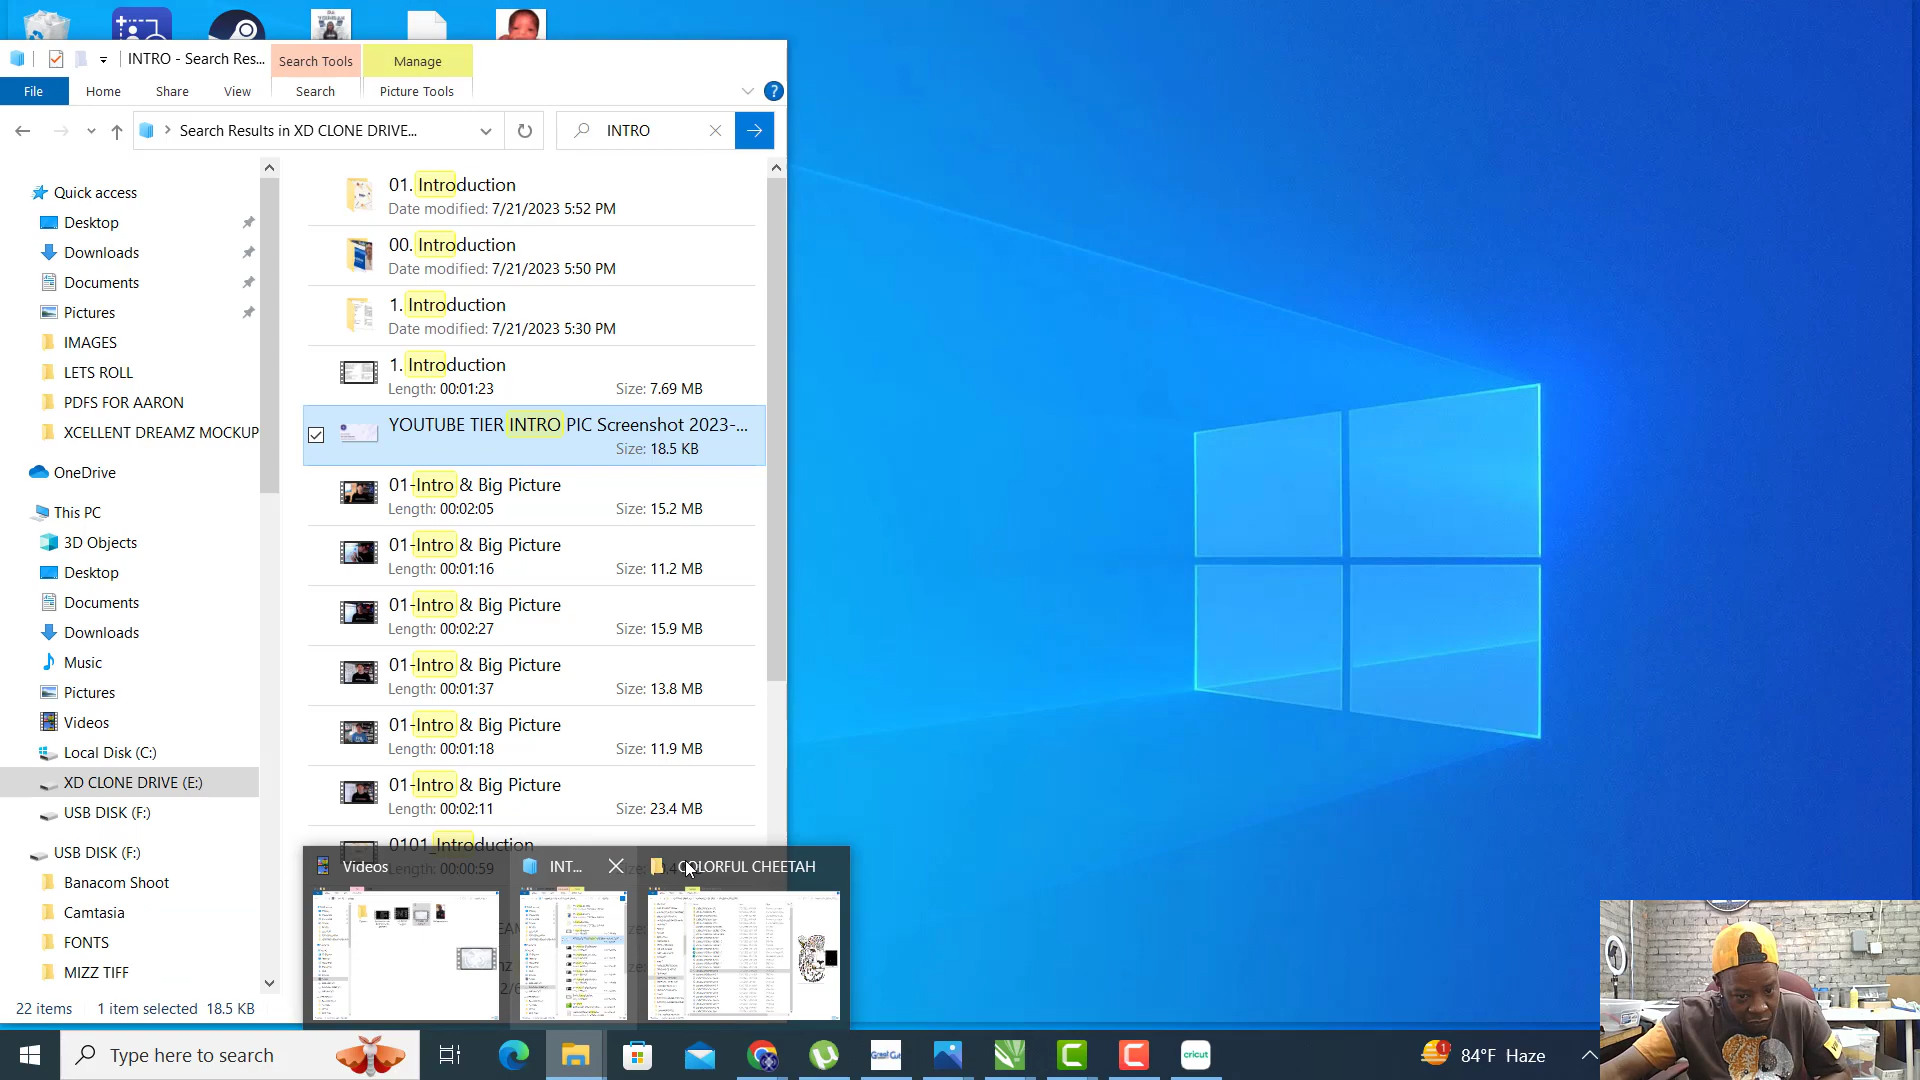 INTRO - Search Res...
Search Tools
Manage
File
Home
Share
View
Search
Picture Tools
Search Results in XD CLONE DRIVE...
INTRO
Quick access
Desktop
Downloads
Documents
Pictures
IMAGES
LETS ROLL
PDFS FOR AARON
XCELLENT DREAMZ MOCKUP
OneDrive
This PC
3D Objects
Desktop
Documents
Downloads
Music
Pictures
Videos
Local Disk (C:)
XD CLONE DRIVE (E:)
USB DISK (F:)
USB DISK (F:)
Banacom Shoot
Camtasia
FONTS
MIZZ TIFF
01. Introduction
Date modified: 7/21/2023 5:52 PM
00. Introduction
Date modified: 7/21/2023 5:50 PM
1. Introduction
Date modified: 7/21/2023 5:30 PM
1. Introduction
Length: 00:01:23 Size: 7.69 MB
YOUTUBE TIER INTRO PIC Screenshot 2023-...
Size: 18.5 KB
01-Intro & Big Picture
Length: 00:02:05 Size: 15.2 MB
01-Intro & Big Picture
Length: 00:01:16 Size: 11.2 MB
01-Intro & Big Picture
Length: 00:02:27 Size: 15.9 MB
01-Intro & Big Picture
Length: 00:01:37 Size: 13.8 MB
01-Intro & Big Picture
Length: 00:01:18 Size: 11.9 MB
01-Intro & Big Picture
Length: 00:02:11 Size: 23.4 MB
0101_Introduction
Length: 00:00:59
Videos
INT...
COLORFUL CHEETAH
22 items 1 item selected 18.5 KB
Type here to search
cricut
1
84°F Haze